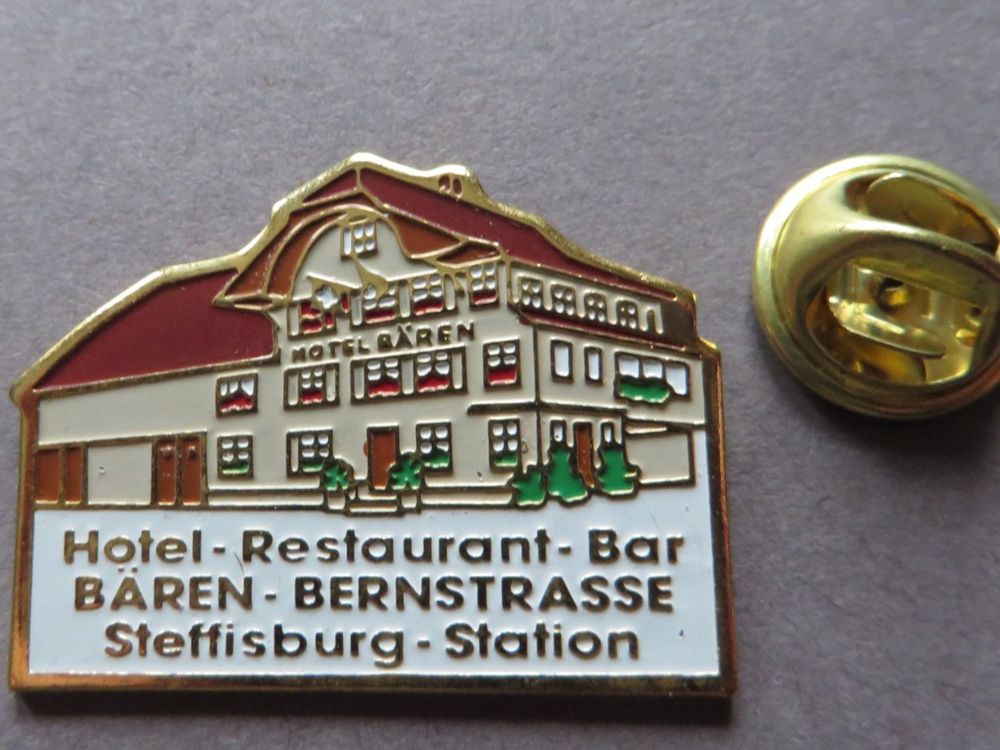 HOTEL BÄREN
Hotel - Restaurant - Bar
BÄREN - BERNSTRASSE
Steffisburg - Station